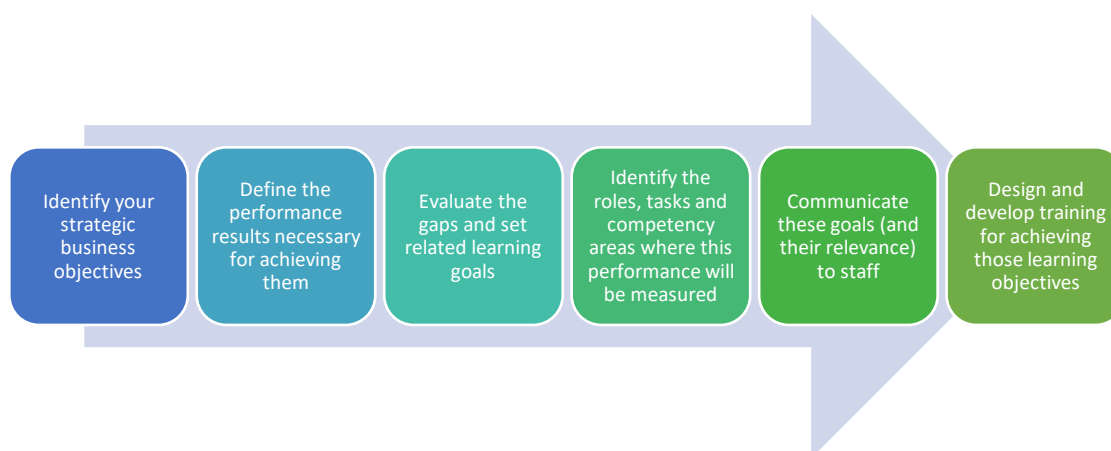 Identify your
strategic
business
objectives
Define the
performance
results necessary
for achieving
them
Evaluate the
gaps and set
related learning
goals
Identify the
roles, tasks and
competency
areas where this
performance will
be measured
Communicate
these goals (and
their relevance)
to staff
Design and
develop training
for achieving
those learning
objectives